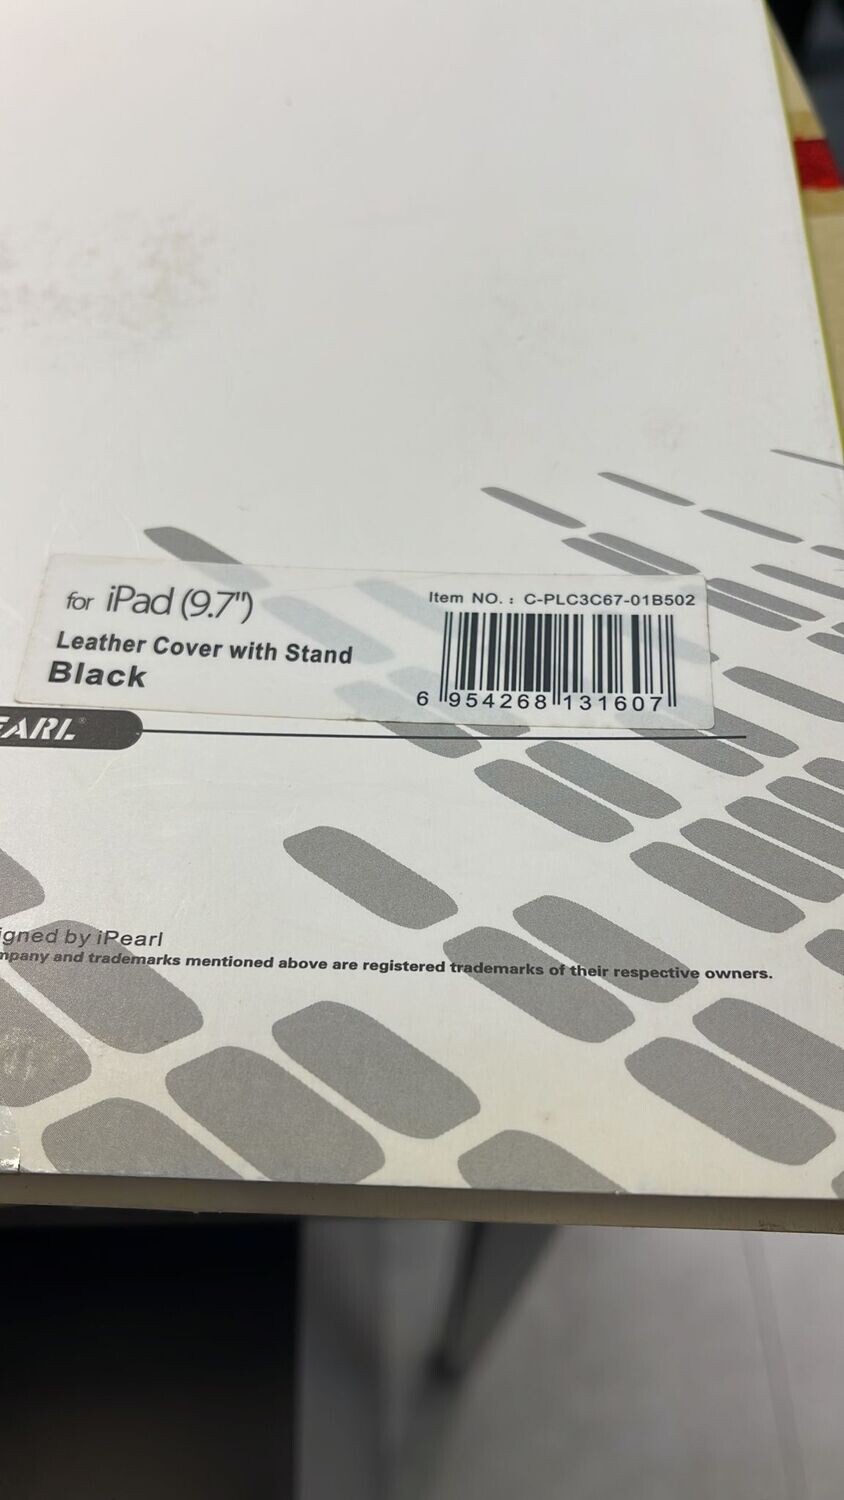 for iPad (9.7")
Leather Cover with Stand
Black
Item NO. : C-PLC3C67-01B502
6 954268 131607
EARL®
igned by iPearl
mpany and trademarks mentioned above are registered trademarks of their respective owners.